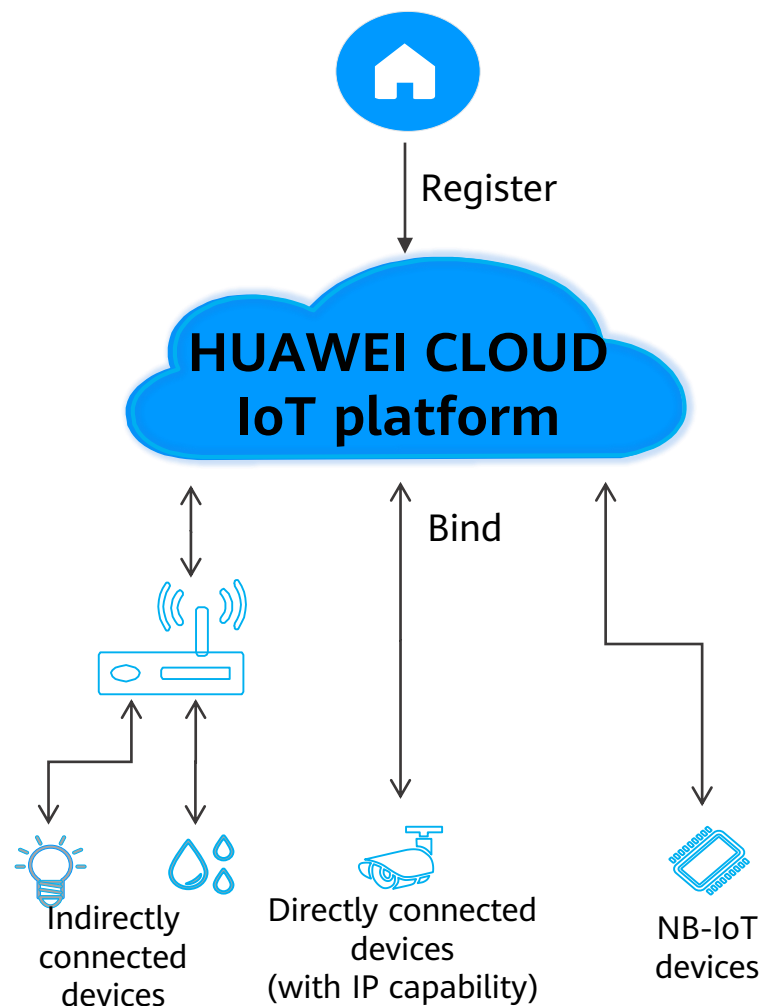 Register
HUAWEI CLOUD
IoT platform
Bind
Indirectly
connected
devices
Directly connected
devices
(with IP capability)
NB-IoT
devices